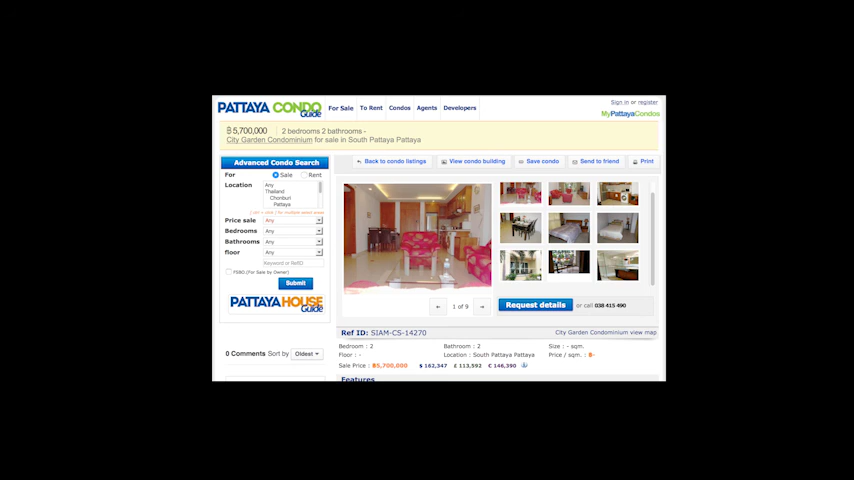 PATTAYA CONDO Guide
For Sale To Rent Condos Agents Developers
Sign in or register
MyPattayaCondos
฿5,700,000 2 bedrooms 2 bathrooms -
City Garden Condominium for sale in South Pattaya Pattaya
Advanced Condo Search
Back to condo listings View condo building Save condo Send to friend Print
For Sale Rent
Location Any
Thailand
Chonburi
Pattaya
Price sale Any
Bedrooms Any
Bathrooms Any
floor Any
Keyword or RefID
FSBO (For Sale by Owner)
Submit
PATTAYA HOUSE Guide
← 1 of 9 →
Request details or call 038 415 490
Ref ID: SIAM-CS-14270 City Garden Condominium view map
Bedroom : 2 Bathroom : 2 Size : - sqm.
Floor : - Location : South Pattaya Pattaya Price / sqm. : ฿-
Sale Price : ฿5,700,000 $ 162,347 £ 113,592 € 146,390
0 Comments Sort by Oldest
Features